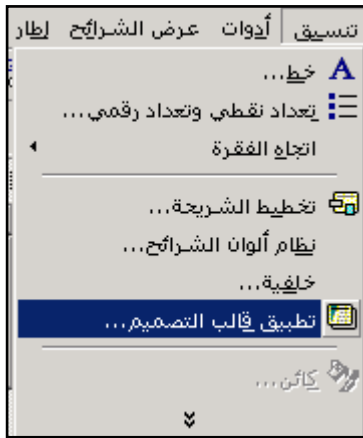 تنسيق أدوات عرض الشرائح إطار
خط...
تعداد نقطي وتعداد رقمي...
اتجاه الفقرة
تخطيط الشريحة...
نظام ألوان الشرائح...
خلفية...
تطبيق قالب التصميم...
كائن...